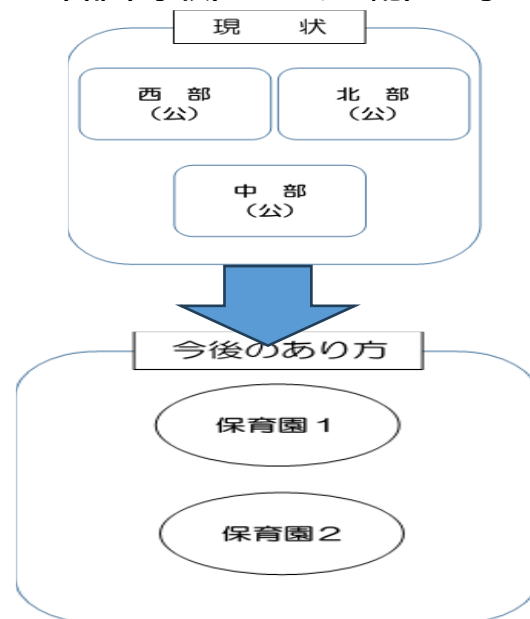 現 状
西 部
（公）
北 部
（公）
中 部
（公）
今後のあり方
保育園１
保育園２